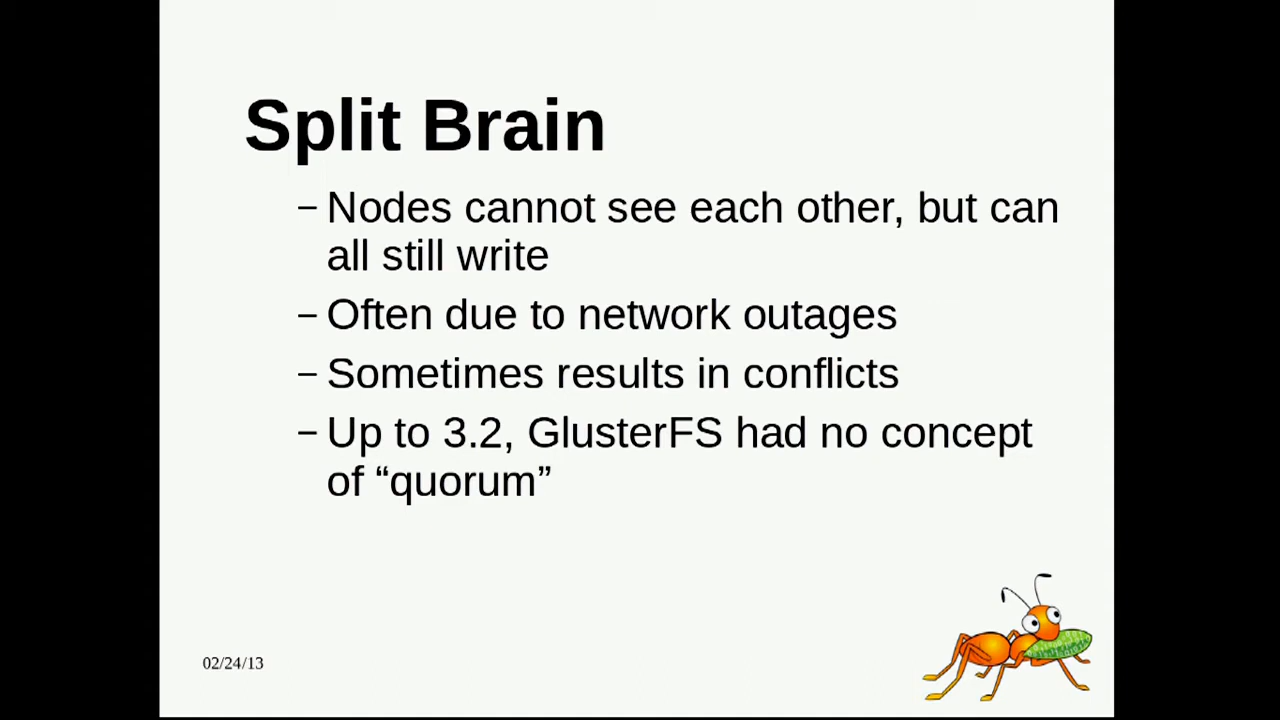 Split Brain
– Nodes cannot see each other, but can
all still write
– Often due to network outages
– Sometimes results in conflicts
– Up to 3.2, GlusterFS had no concept
of “quorum”
02/24/13